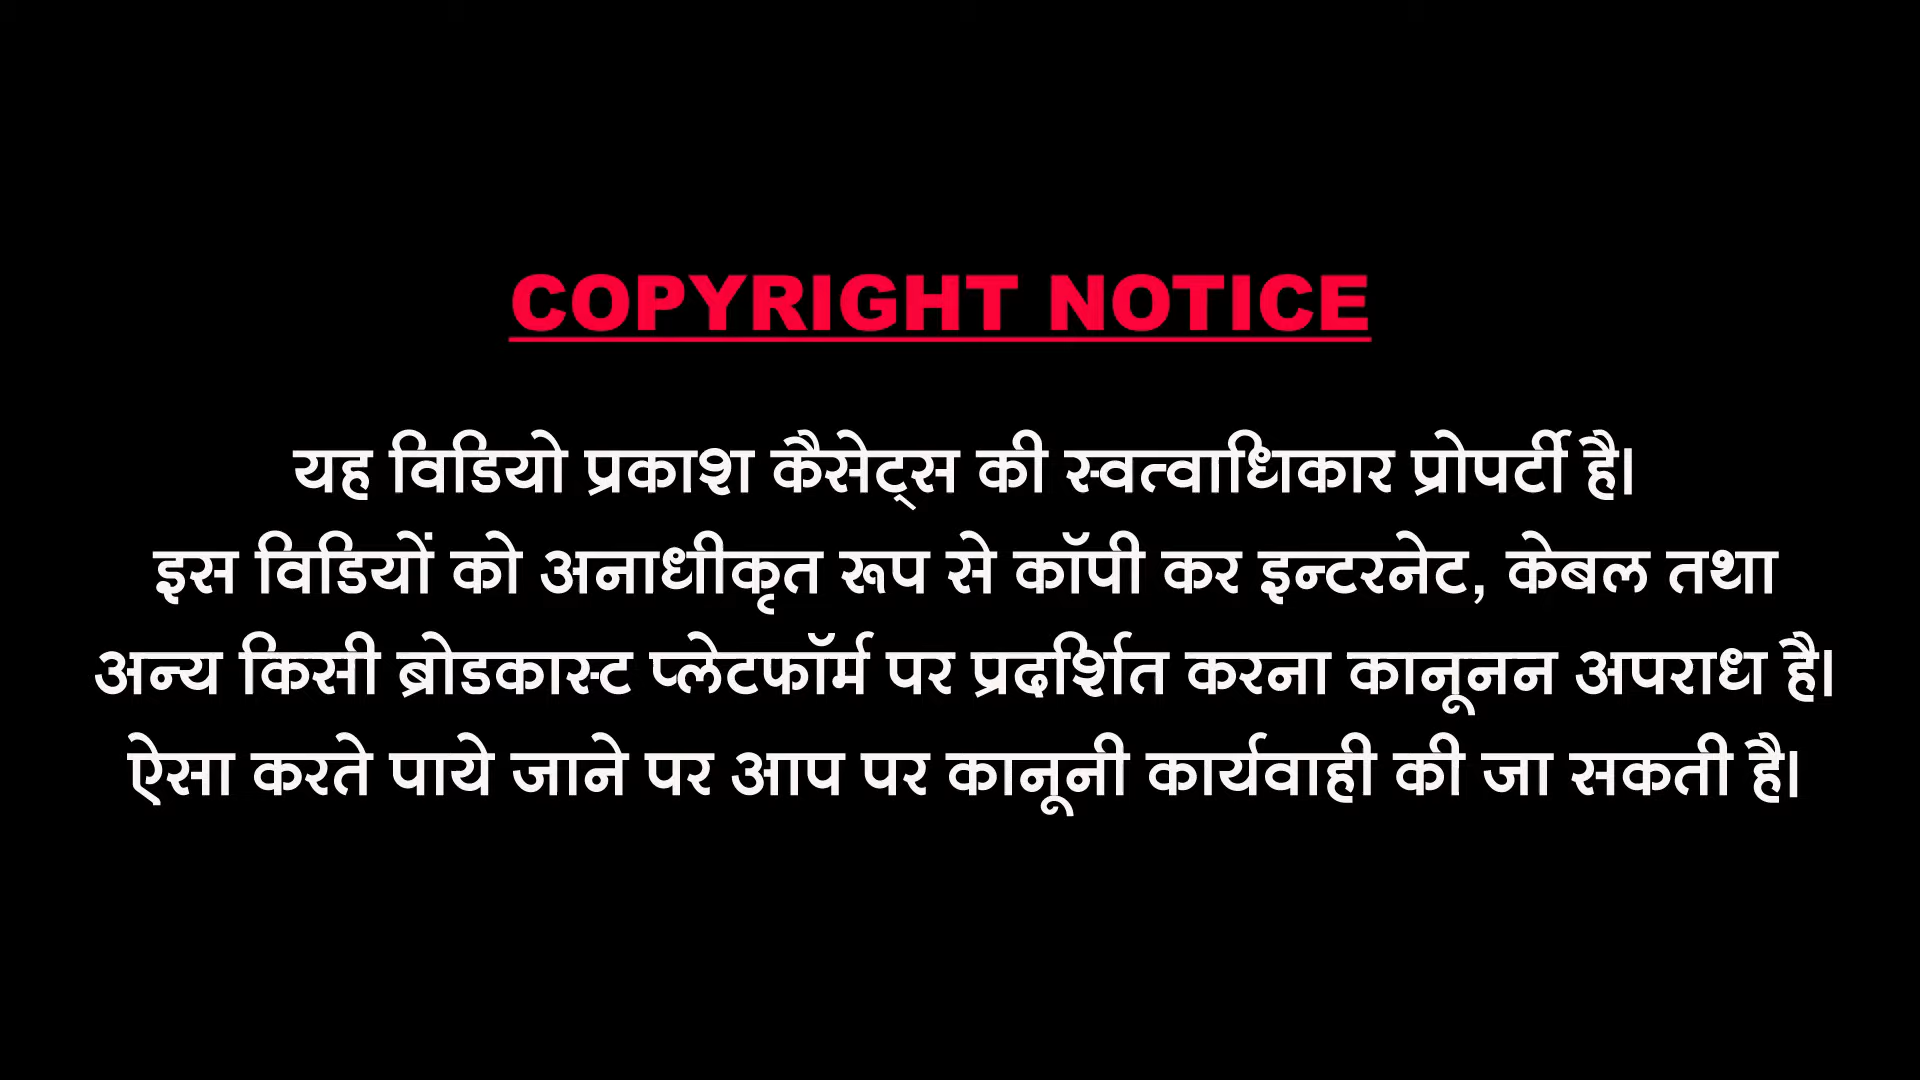 COPYRIGHT NOTICE
यह विडियो प्रकाश कैसेट्स की स्वत्वाधिकार प्रोपर्टी है।
इस विडियों को अनाधीकृत रूप से कॉपी कर इन्टरनेट, केबल तथा
अन्य किसी ब्रोडकास्ट प्लेटफॉर्म पर प्रदर्शित करना कानूनन अपराध है।
ऐसा करते पाये जाने पर आप पर कानूनी कार्यवाही की जा सकती है।